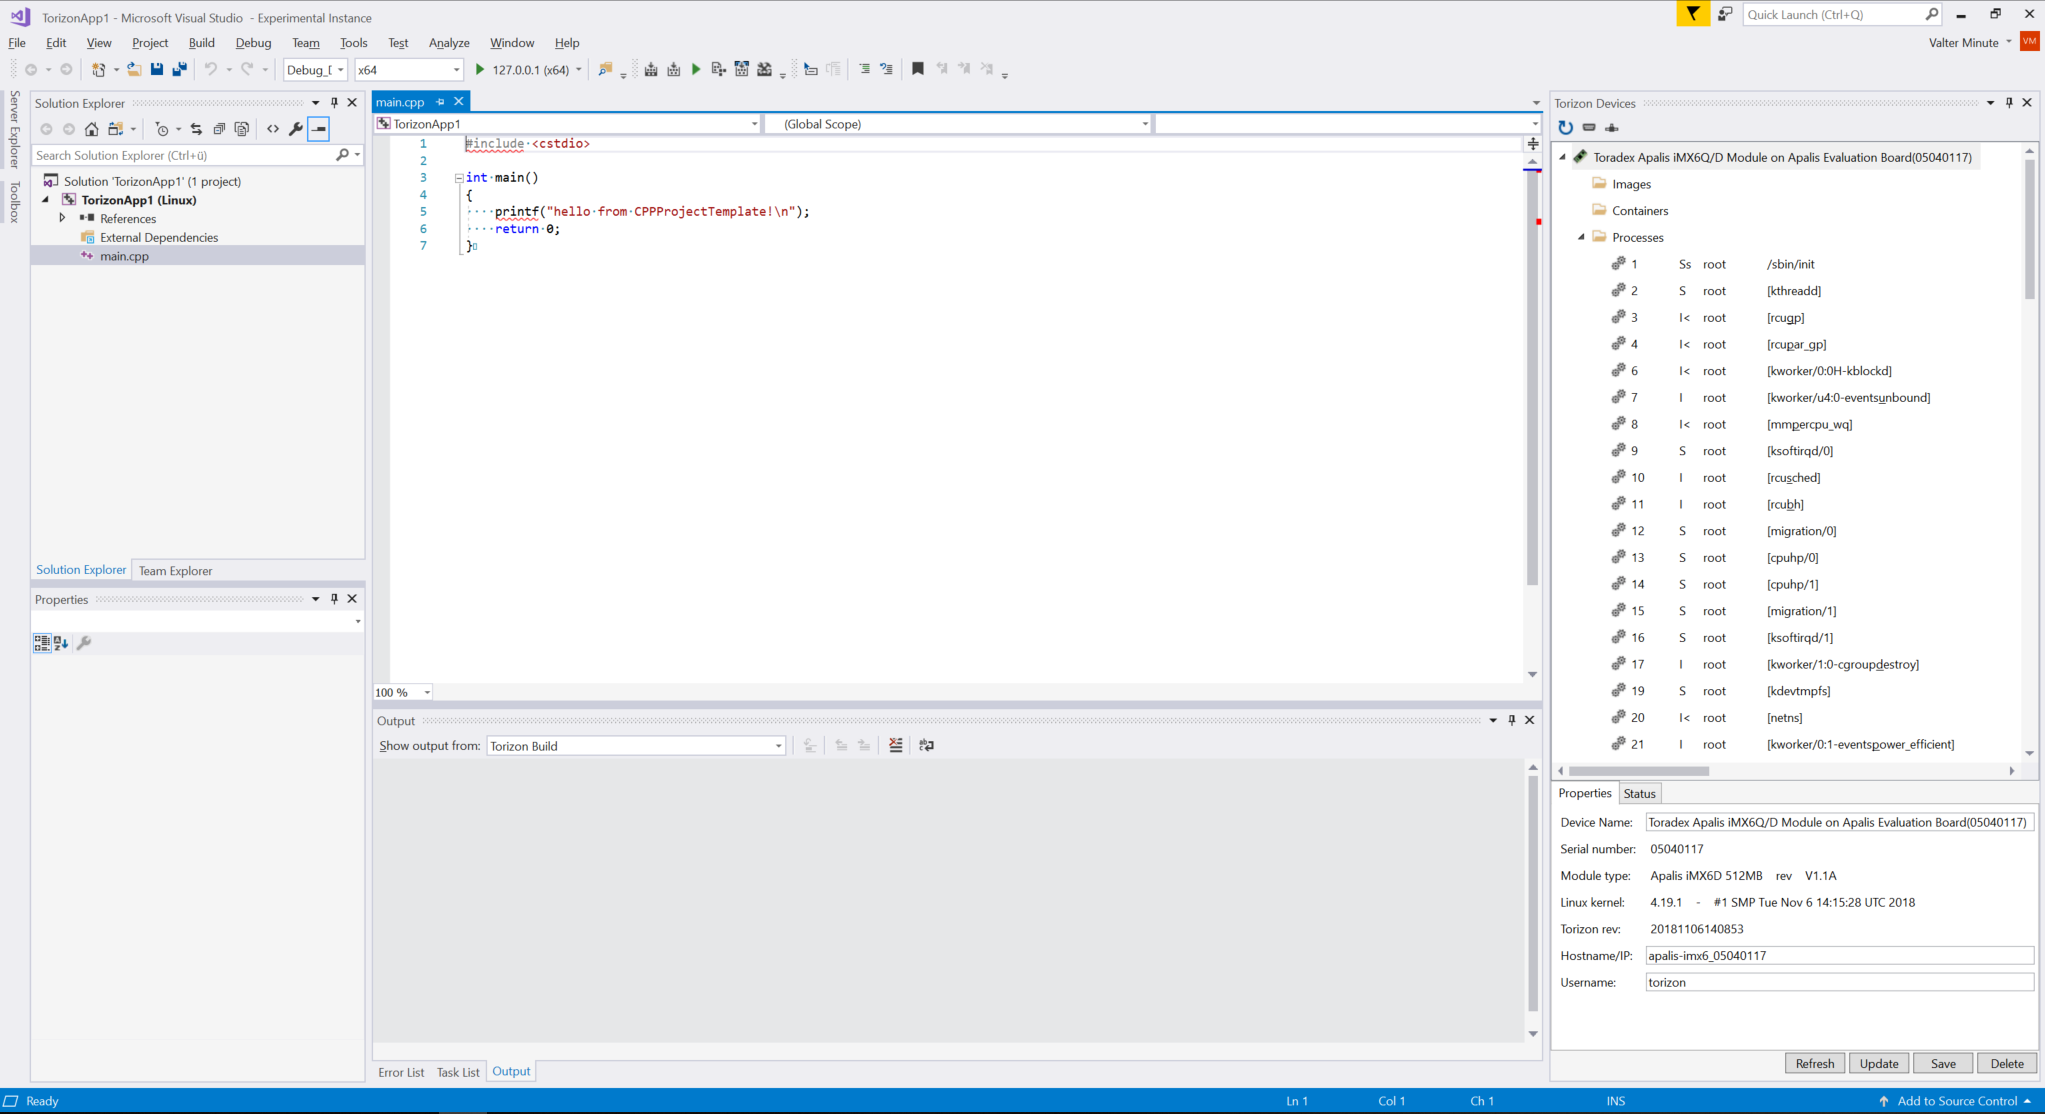 TorizonApp1 - Microsoft Visual Studio - Experimental Instance
Quick Launch (Ctrl+Q)
File Edit View Project Build Debug Team Tools Test Analyze Window Help
Valter Minute
VM
Debug_[
x64
127.0.0.1 (x64)
Server Explorer
Toolbox
Solution Explorer
Search Solution Explorer (Ctrl+ü)
Solution 'TorizonApp1' (1 project)
TorizonApp1 (Linux)
References
External Dependencies
main.cpp
Solution Explorer
Team Explorer
Properties
main.cpp
TorizonApp1
(Global Scope)
1 #include <cstdio>
2
3 int main()
4 {
5 printf("hello from CPPProjectTemplate!\n");
6 return 0;
7 }
100 %
Output
Show output from: Torizon Build
Error List Task List Output
Torizon Devices
Toradex Apalis iMX6Q/D Module on Apalis Evaluation Board(05040117)
Images
Containers
Processes
1 Ss root /sbin/init
2 S root [kthreadd]
3 I< root [rcugp]
4 I< root [rcupar_gp]
6 I< root [kworker/0:0H-kblockd]
7 I root [kworker/u4:0-eventsunbound]
8 I< root [mmpercpu_wq]
9 S root [ksoftirqd/0]
10 I root [rcusched]
11 I root [rcubh]
12 S root [migration/0]
13 S root [cpuhp/0]
14 S root [cpuhp/1]
15 S root [migration/1]
16 S root [ksoftirqd/1]
17 I root [kworker/1:0-cgroupdestroy]
19 S root [kdevtmpfs]
20 I< root [netns]
21 I root [kworker/0:1-eventspower_efficient]
Properties Status
Device Name: Toradex Apalis iMX6Q/D Module on Apalis Evaluation Board(05040117)
Serial number: 05040117
Module type: Apalis iMX6D 512MB rev V1.1A
Linux kernel: 4.19.1 - #1 SMP Tue Nov 6 14:15:28 UTC 2018
Torizon rev: 20181106140853
Hostname/IP: apalis-imx6_05040117
Username: torizon
Refresh Update Save Delete
Ready
Ln 1 Col 1 Ch 1 INS
Add to Source Control